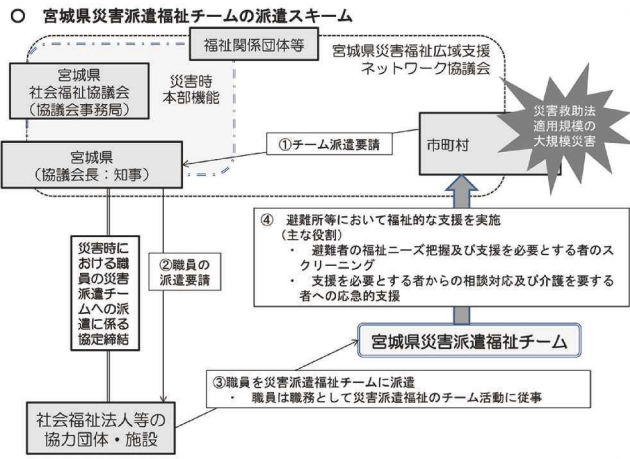 ○　宮城県災害派遣福祉チームの派遣スキーム
福祉関係団体等
宮城県災害福祉広域支援
ネットワーク協議会
宮城県
社会福祉協議会
（協議会事務局）
災害時
本部機能
災害救助法
適用規模の
大規模災害
①チーム派遣要請
市町村
宮城県
（協議会長：知事）
④　避難所等において福祉的な支援を実施
（主な役割）
・　避難者の福祉ニーズ把握及び支援を必要とする者のス
クリーニング
・　支援を必要とする者からの相談対応及び介護を要する
者への応急的支援
災害時に
おける職
員の災害
派遣チー
ムへの派
遣に係る
協定締結
②職員の
派遣要請
宮城県災害派遣福祉チーム
③職員を災害派遣福祉チームに派遣
・　職員は職務として災害派遣福祉のチーム活動に従事
社会福祉法人等の
協力団体・施設